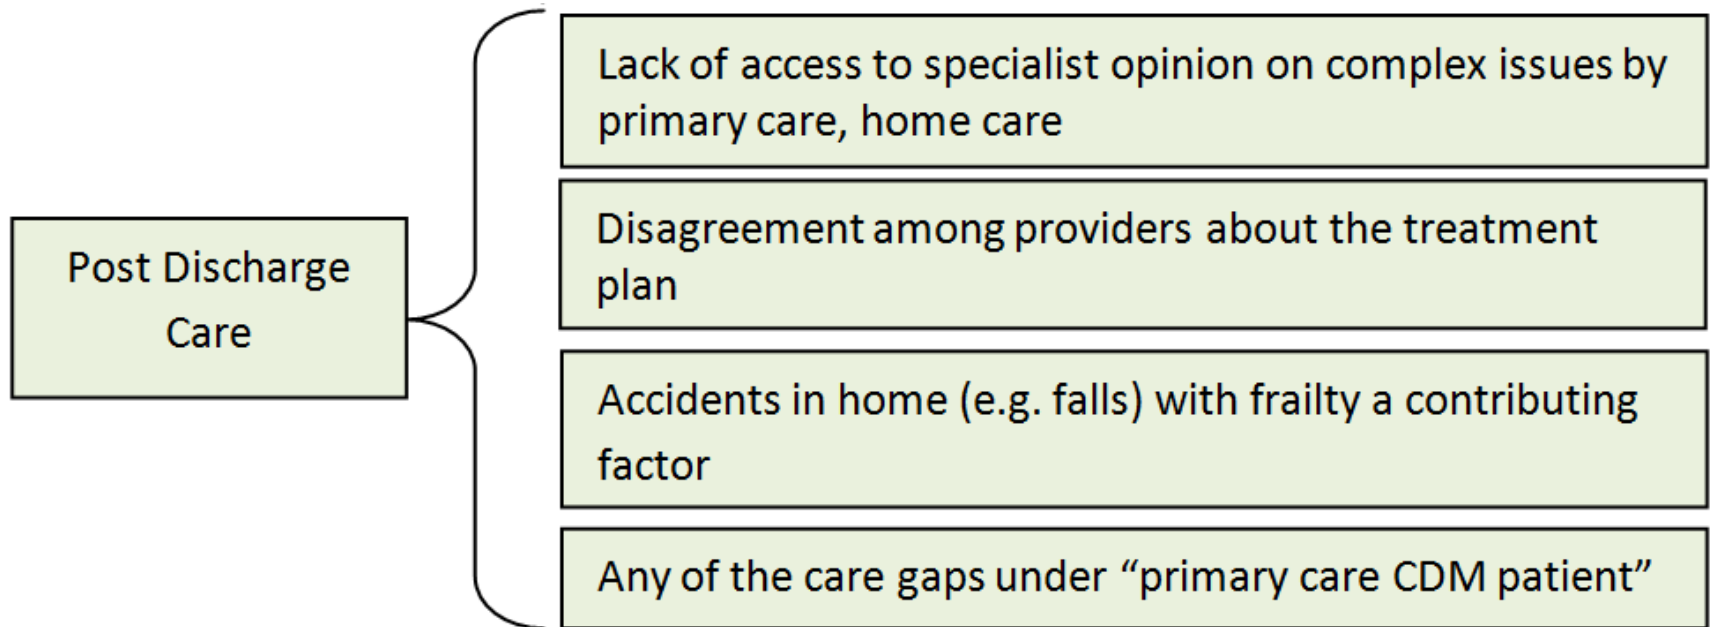 Post Discharge
Care
Lack of access to specialist opinion on complex issues by
primary care, home care
Disagreement among providers about the treatment
plan
Accidents in home (e.g. falls) with frailty a contributing
factor
Any of the care gaps under “primary care CDM patient”